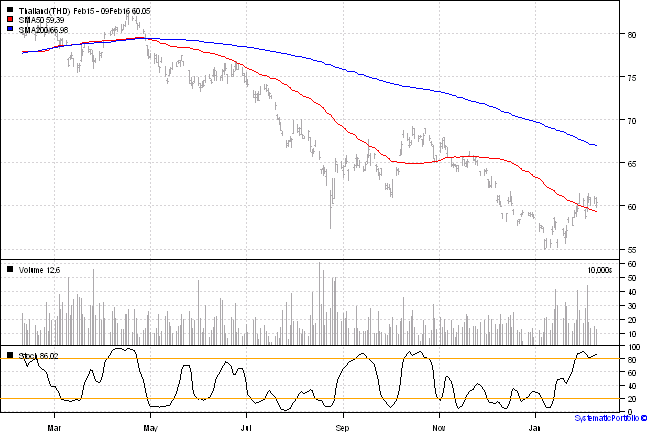 Thailand(THD) Feb15 - 09Feb16 60.05
SMA50 59.39
SMA200 66.98
80
75
70
65
60
55
Volume 12.6
10,000s
60
50
40
30
20
10
Stoch 86.02
100
80
60
40
20
0
Mar May Jul Sep Nov Jan
SystematicPortfolio ©